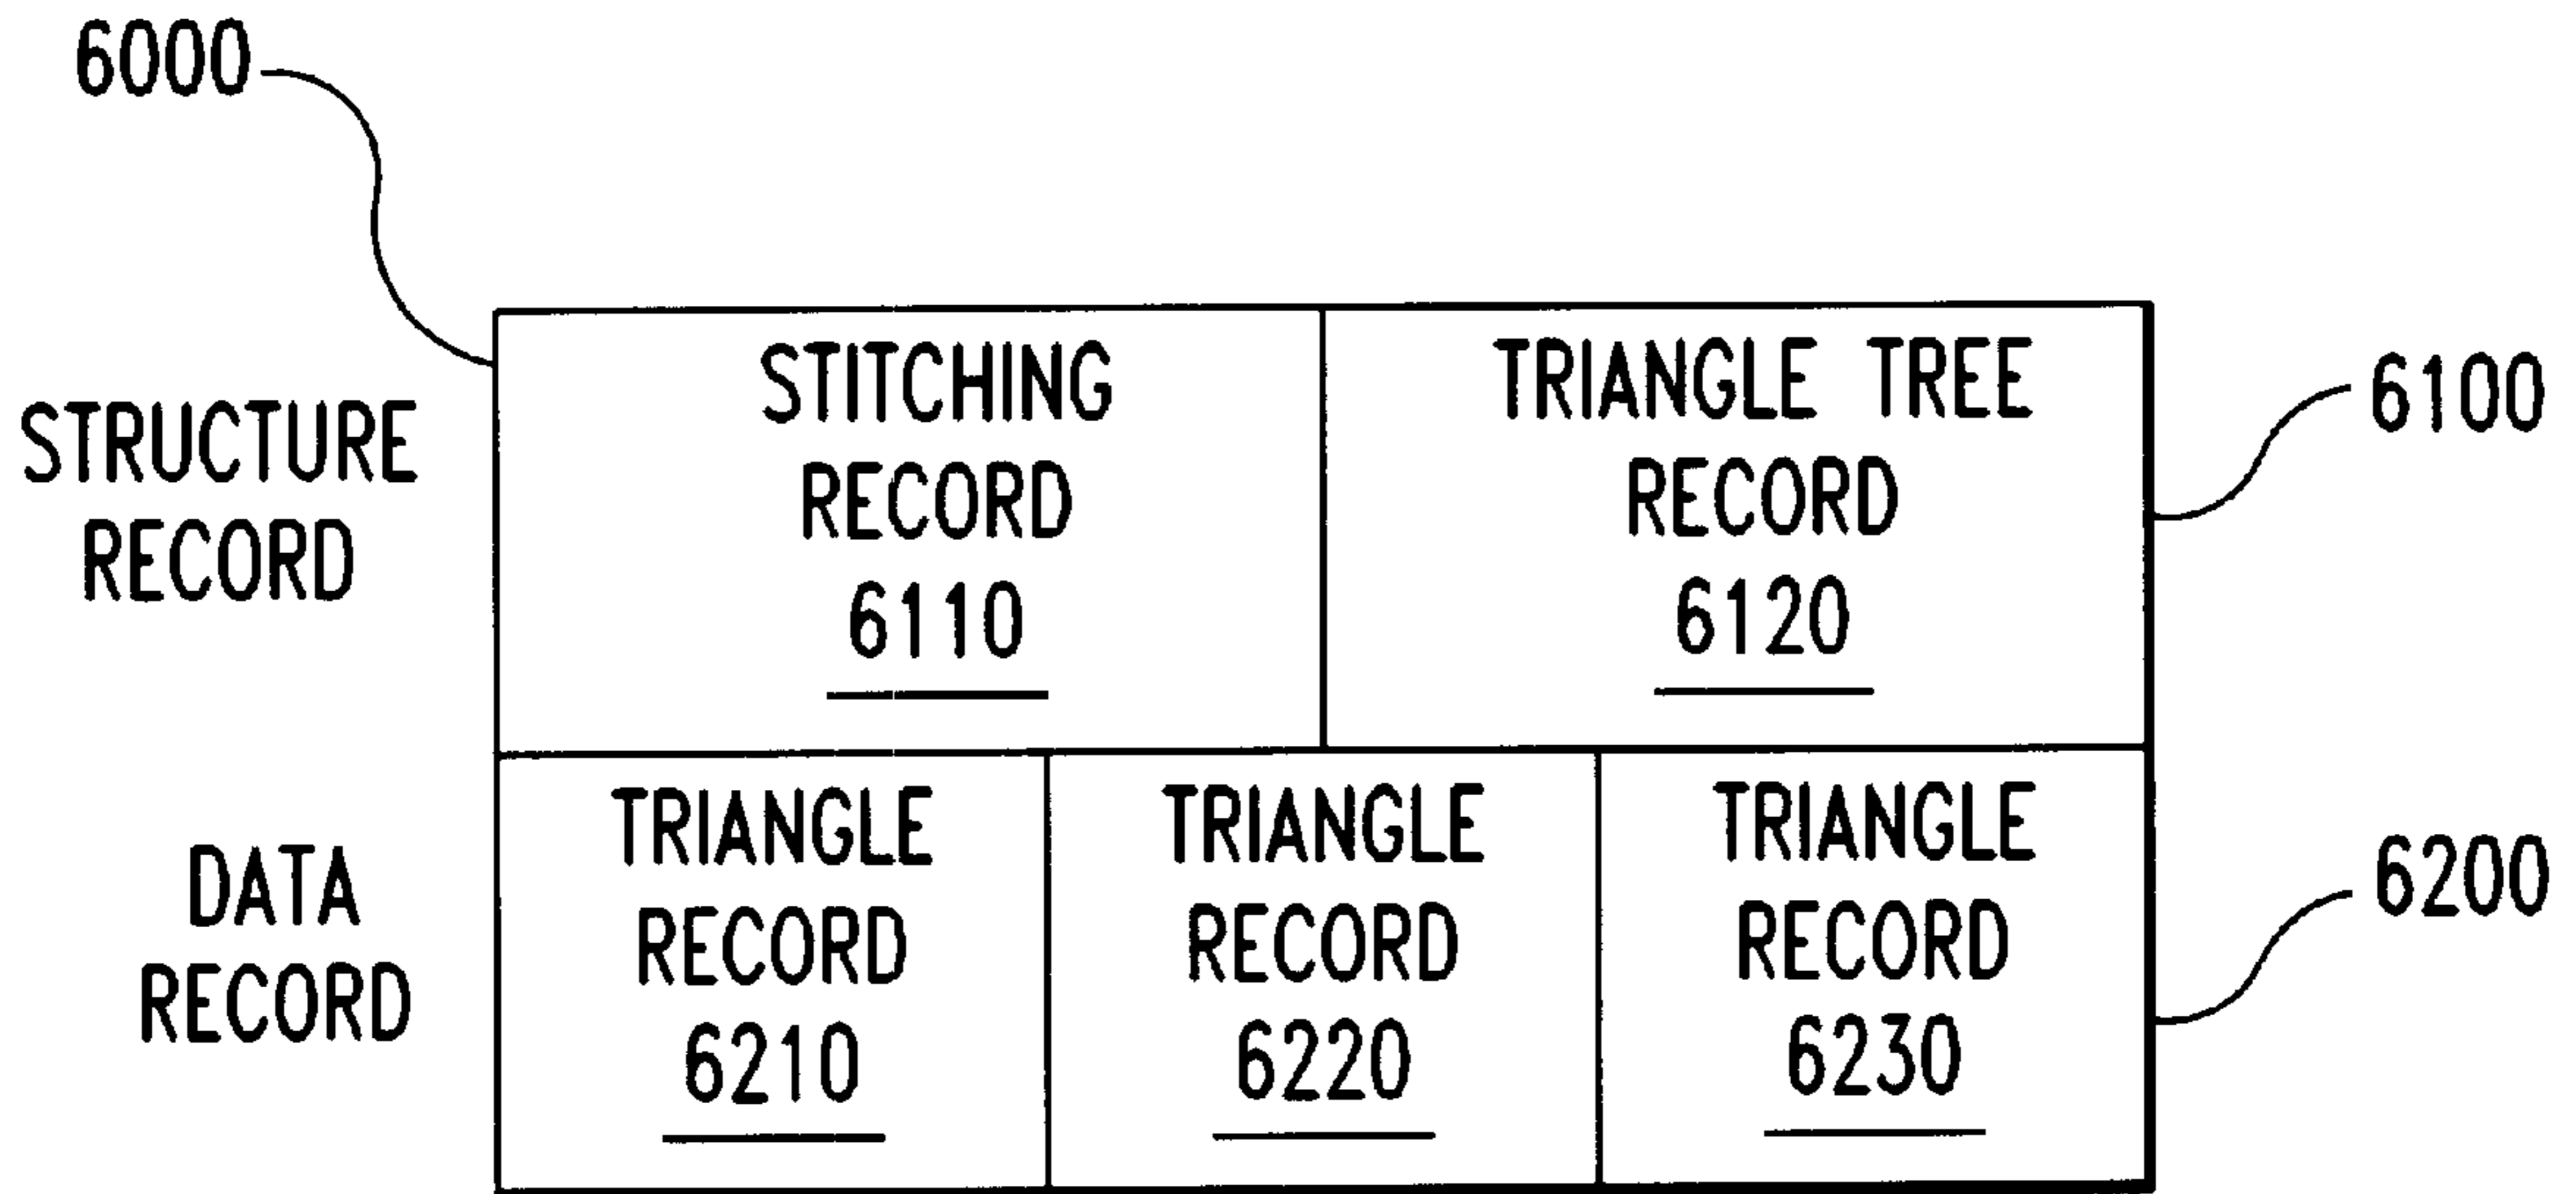 6000
STRUCTURE
RECORD
STITCHING
RECORD
6110
TRIANGLE TREE
RECORD
6120
6100
DATA
RECORD
TRIANGLE
RECORD
6210
TRIANGLE
RECORD
6220
TRIANGLE
RECORD
6230
6200